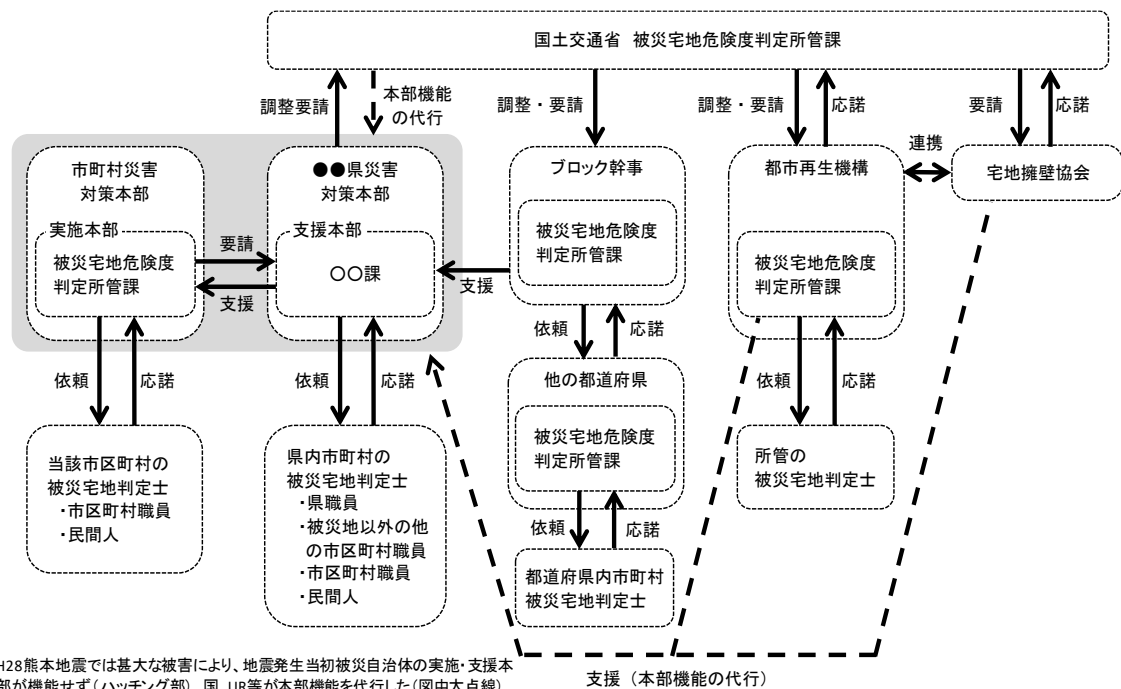 国土交通省 被災宅地危険度判定所管課
調整要請
本部機能
の代行
調整・要請
調整・要請
応諾
要請
応諾
市町村災害
対策本部
実施本部
被災宅地危険度
判定所管課
要請
支援
●●県災害
対策本部
支援本部
〇〇課
支援
ブロック幹事
被災宅地危険度
判定所管課
都市再生機構
被災宅地危険度
判定所管課
連携
宅地擁壁協会
依頼
応諾
依頼
応諾
依頼
応諾
依頼
応諾
当該市区町村の
被災宅地判定士
・市区町村職員
・民間人
県内市町村の
被災宅地判定士
・県職員
・被災地以外の他
の市区町村職員
・市区町村職員
・民間人
他の都道府県
被災宅地危険度
判定所管課
依頼
応諾
都道府県内市町村
被災宅地判定士
所管の
被災宅地判定士
H28熊本地震では甚大な被害により、地震発生当初被災自治体の実施・支援本
部が機能せず（ハッチング部）、国、UR等が本部機能を代行した（図中太点線）
支援（本部機能の代行）